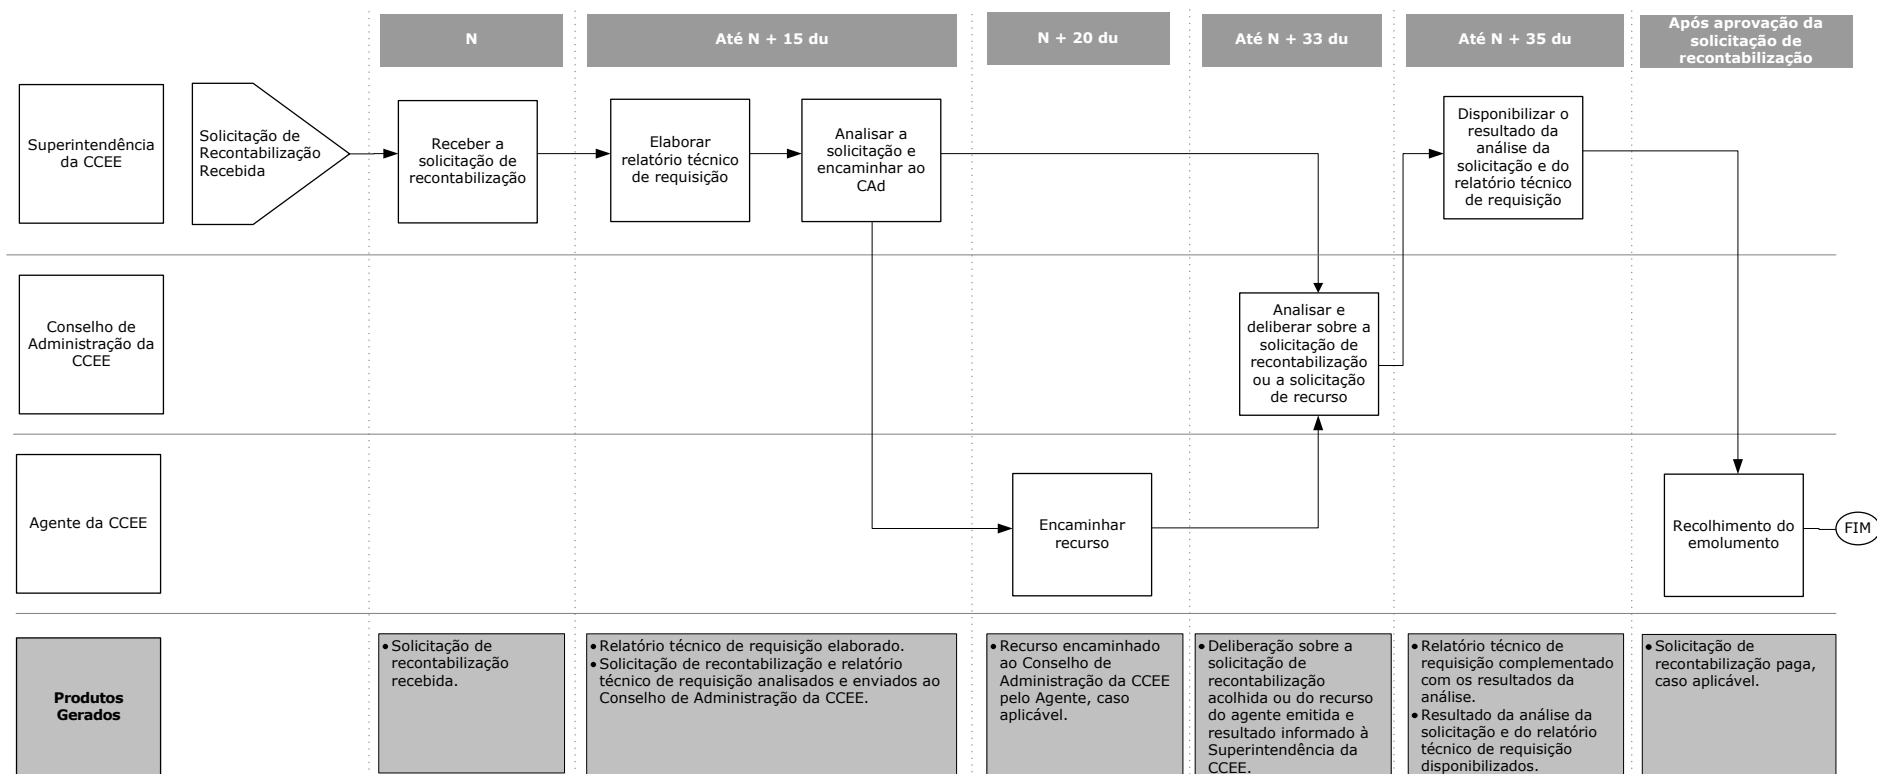 N
Até N + 15 du
N + 20 du
Até N + 33 du
Até N + 35 du
Após aprovação da
solicitação de
recontabilização
Superintendência
da CCEE
Solicitação de
Recontabilização
Recebida
Receber a
solicitação de
recontabilização
Elaborar
relatório técnico
de requisição
Analisar a
solicitação e
encaminhar ao
CAd
Disponibilizar o
resultado da
análise da
solicitação e do
relatório técnico
de requisição
Conselho de
Administração da
CCEE
Analisar e
deliberar sobre a
solicitação de
recontabilização
ou a solicitação
de recurso
Agente da CCEE
Encaminhar
recurso
Recolhimento do
emolumento
FIM
Produtos
Gerados
•Solicitação de
recontabilização
recebida.
•Relatório técnico de requisição elaborado.
•Solicitação de recontabilização e relatório
técnico de requisição analisados e enviados ao
Conselho de Administração da CCEE.
•Recurso encaminhado
ao Conselho de
Administração da CCEE
pelo Agente, caso
aplicável.
•Deliberação sobre a
solicitação de
recontabilização
acolhida ou do recurso
do agente emitida e
resultado informado à
Superintendência da
CCEE.
•Relatório técnico de
requisição complementado
com os resultados da
análise.
•Resultado da análise da
solicitação e do relatório
técnico de requisição
disponibilizados.
•Solicitação de
recontabilização paga,
caso aplicável.